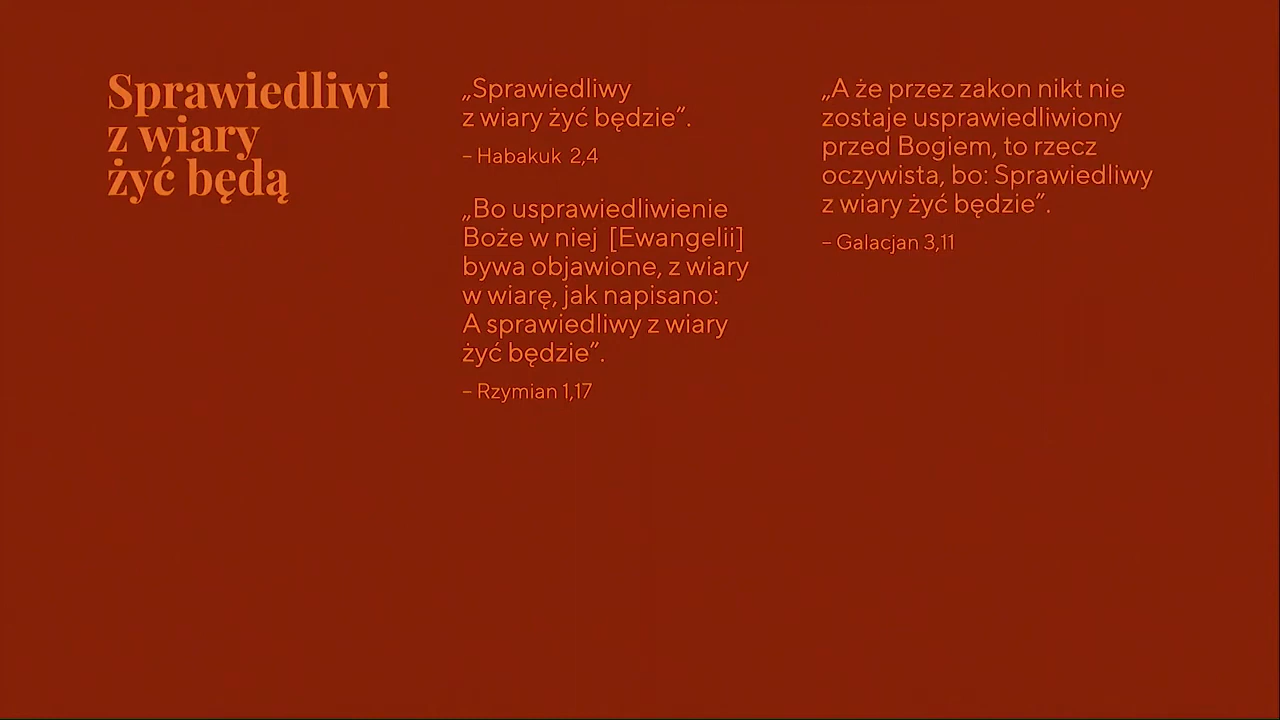 Sprawiedliwi
z wiary
żyć będą
„Sprawiedliwy
z wiary żyć będzie”.
– Habakuk 2,4
„Bo usprawiedliwienie
Boże w niej [Ewangelii]
bywa objawione, z wiary
w wiarę, jak napisano:
A sprawiedliwy z wiary
żyć będzie”.
– Rzymian 1,17
„A że przez zakon nikt nie
zostaje usprawiedliwiony
przed Bogiem, to rzecz
oczywista, bo: Sprawiedliwy
z wiary żyć będzie”.
– Galacjan 3,11